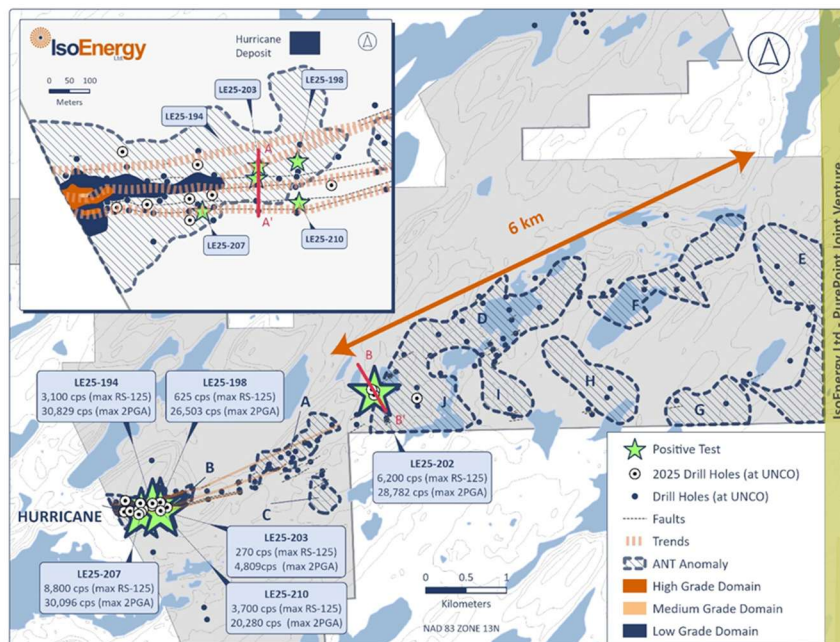 IsoEnergy
Ltd.
Hurricane
Deposit
0 50 100
Meters
LE25-203
LE25-198
LE25-194
A
A'
LE25-207
LE25-210
6 km
E
D
F
B
B'
J
I
H
G
LE25-194
3,100 cps (max RS-125)
30,829 cps (max 2PGA)
LE25-198
625 cps (max RS-125)
26,503 cps (max 2PGA)
A
B
C
HURRICANE
LE25-202
6,200 cps (max RS-125)
28,782 cps (max 2PGA)
LE25-203
270 cps (max RS-125)
4,809cps (max 2PGA)
LE25-207
8,800 cps (max RS-125)
30,096 cps (max 2PGA)
LE25-210
3,700 cps (max RS-125)
20,280 cps (max 2PGA)
0 0.5 1
Kilometers
NAD 83 ZONE 13N
Positive Test
2025 Drill Holes (at UNCO)
Drill Holes (at UNCO)
Faults
Trends
ANT Anomaly
High Grade Domain
Medium Grade Domain
Low Grade Domain
IsoEnergy Ltd. PurePoint Joint Venture